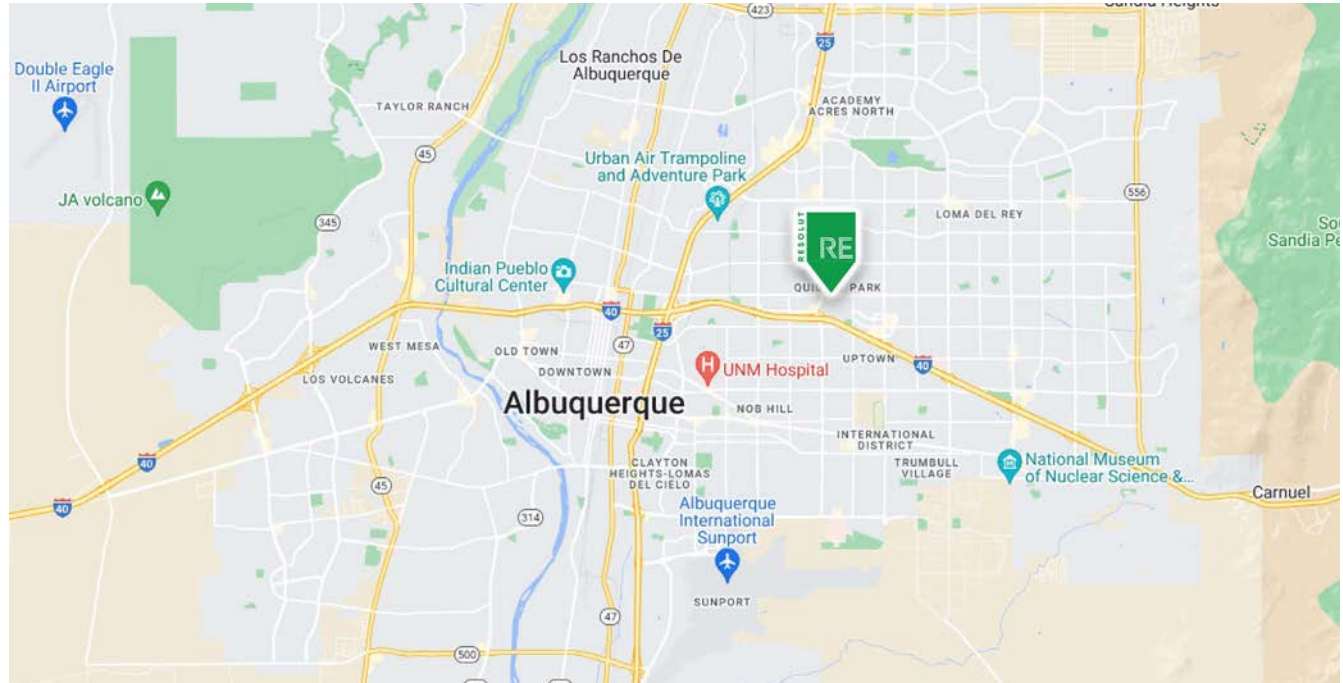 423
Sandia Heights
25
Double Eagle
II Airport
Los Ranchos De
Albuquerque
TAYLOR RANCH
ACADEMY
ACRES NORTH
45
Urban Air Trampoline
and Adventure Park
JA volcano
556
345
LOMA DEL REY
RESOLUT
RE
Sandia
Indian Pueblo
Cultural Center
PARK
40
25
47
WEST MESA
OLD TOWN
UPTOWN
40
LOS VOLCANES
DOWNTOWN
UNM Hospital
Albuquerque
NOB HILL
INTERNATIONAL
DISTRICT
40
CLAYTON
HEIGHTS-LOMAS
DEL CIELO
TRUMBULL
VILLAGE
National Museum
of Nuclear Science &...
45
Carnuel
40
314
Albuquerque
International
Sunport
SUNPORT
47
500